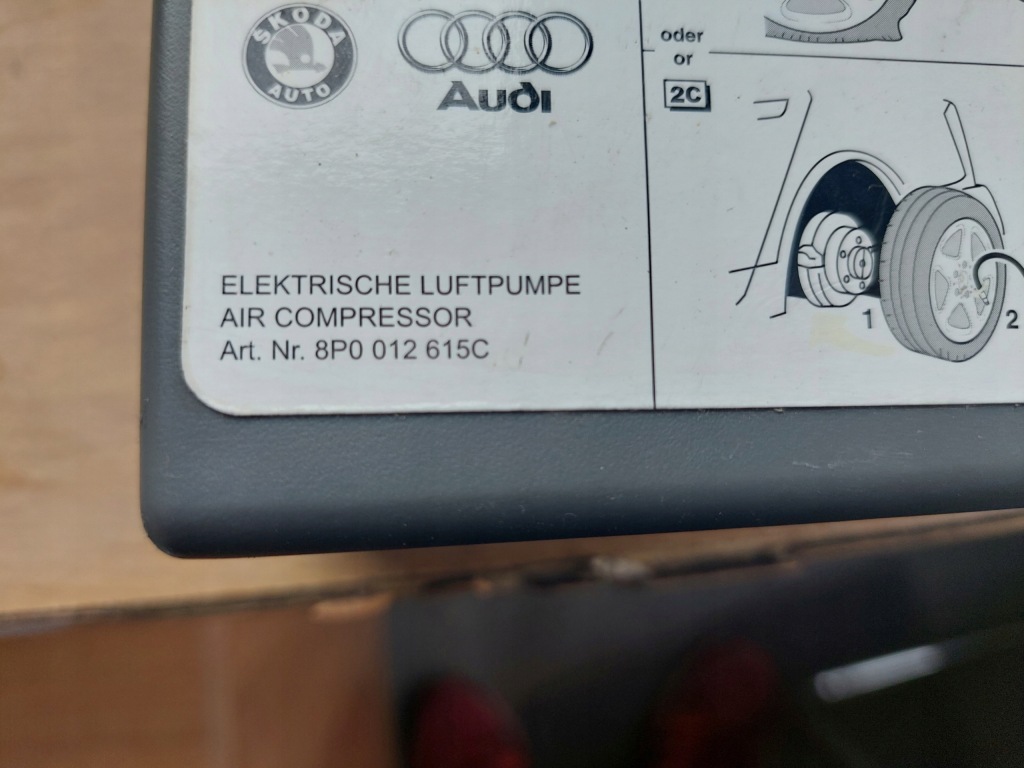 SKODA
AUTO
Audi
ELEKTRISCHE LUFTPUMPE
AIR COMPRESSOR
Art. Nr. 8P0 012 615C
oder
or
2C
1
2